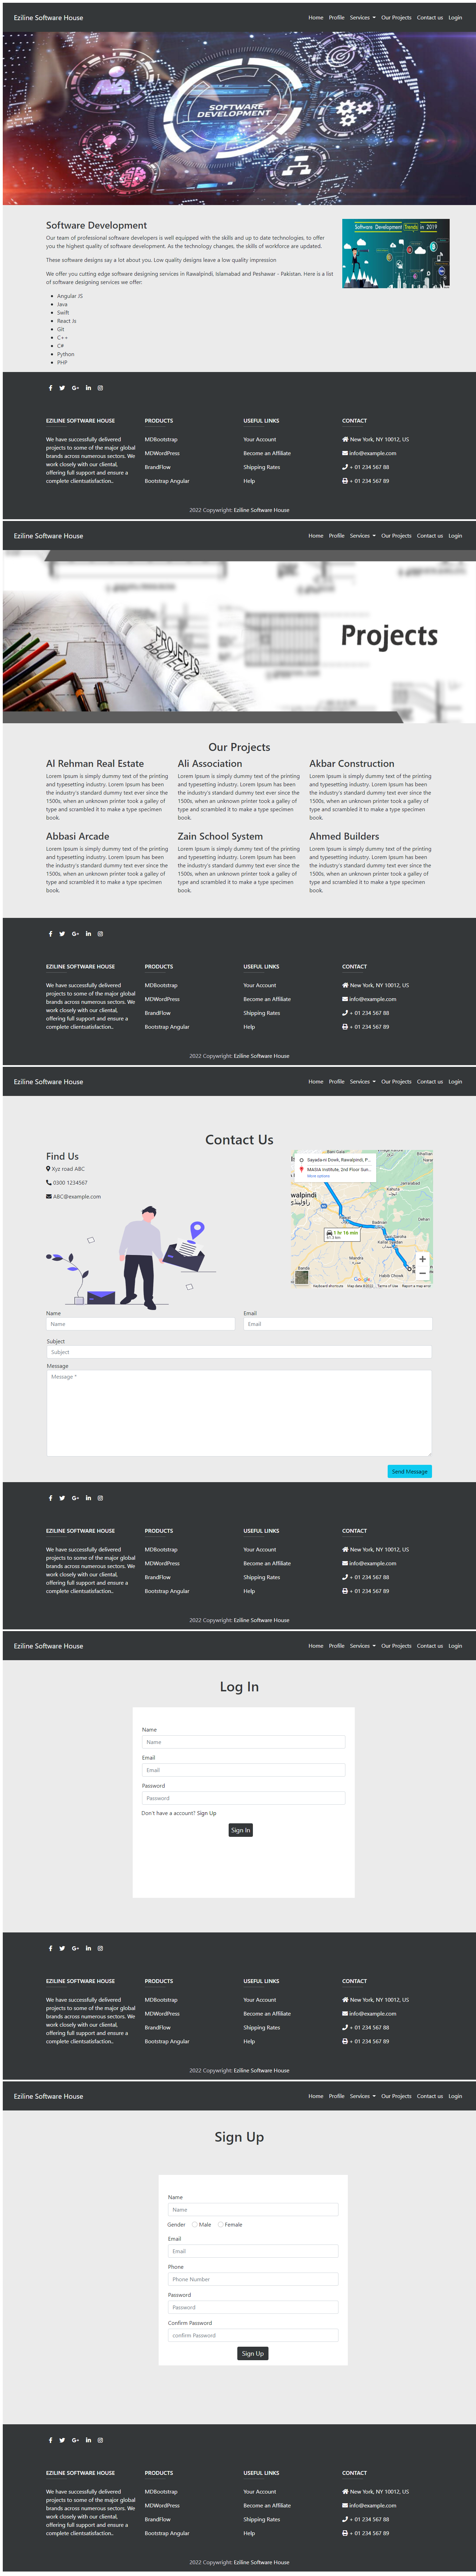 Eziline Software House
Home Profile Services Our Projects Contact us Login
SOFTWARE
DEVELOPMENT
Software Development
Our team of professional software developers is well equipped with the skills and up to date technologies, to offer
you the highest quality of software development. As the technology changes, the skills of workforce are updated.
These software designs say a lot about you. Low quality designs leave a low quality impression
We offer you cutting edge software designing services in Rawalpindi, Islamabad and Peshawar - Pakistan. Here is a list
of software designing services we offer:
Software Development Trends in 2019
Angular JS
Java
Swift
React Js
Git
C++
C#
Python
PHP
EZILINE SOFTWARE HOUSE
We have successfully delivered
projects to some of the major global
brands across numerous sectors. We
work closely with our cliental,
offering full support and ensure a
complete clientsatisfaction..
PRODUCTS
MDBootstrap
MDWordPress
BrandFlow
Bootstrap Angular
USEFUL LINKS
Your Account
Become an Affiliate
Shipping Rates
Help
CONTACT
New York, NY 10012, US
info@example.com
+ 01 234 567 88
+ 01 234 567 89
2022 Copywright: Eziline Software House
Eziline Software House
Home Profile Services Our Projects Contact us Login
PROJECTS
Projects
Our Projects
Al Rehman Real Estate
Lorem Ipsum is simply dummy text of the printing
and typesetting industry. Lorem Ipsum has been
the industry's standard dummy text ever since the
1500s, when an unknown printer took a galley of
type and scrambled it to make a type specimen
book.
Ali Association
Lorem Ipsum is simply dummy text of the printing
and typesetting industry. Lorem Ipsum has been
the industry's standard dummy text ever since the
1500s, when an unknown printer took a galley of
type and scrambled it to make a type specimen
book.
Akbar Construction
Lorem Ipsum is simply dummy text of the printing
and typesetting industry. Lorem Ipsum has been
the industry's standard dummy text ever since the
1500s, when an unknown printer took a galley of
type and scrambled it to make a type specimen
book.
Abbasi Arcade
Lorem Ipsum is simply dummy text of the printing
and typesetting industry. Lorem Ipsum has been
the industry's standard dummy text ever since the
1500s, when an unknown printer took a galley of
type and scrambled it to make a type specimen
book.
Zain School System
Lorem Ipsum is simply dummy text of the printing
and typesetting industry. Lorem Ipsum has been
the industry's standard dummy text ever since the
1500s, when an unknown printer took a galley of
type and scrambled it to make a type specimen
book.
Ahmed Builders
Lorem Ipsum is simply dummy text of the printing
and typesetting industry. Lorem Ipsum has been
the industry's standard dummy text ever since the
1500s, when an unknown printer took a galley of
type and scrambled it to make a type specimen
book.
EZILINE SOFTWARE HOUSE
We have successfully delivered
projects to some of the major global
brands across numerous sectors. We
work closely with our cliental,
offering full support and ensure a
complete clientsatisfaction..
PRODUCTS
MDBootstrap
MDWordPress
BrandFlow
Bootstrap Angular
USEFUL LINKS
Your Account
Become an Affiliate
Shipping Rates
Help
CONTACT
New York, NY 10012, US
info@example.com
+ 01 234 567 88
+ 01 234 567 89
2022 Copywright: Eziline Software House
Eziline Software House
Home Profile Services Our Projects Contact us Login
Contact Us
Find Us
Xyz road ABC
0300 1234567
ABC@example.com
More options
1 hr 16 min
Kahuta
Mandra
Google
Keyboard shortcuts
Terms of Use
Report a map error
Name
Name
Email
Email
Subject
Subject
Message
Message *
Send Message
EZILINE SOFTWARE HOUSE
We have successfully delivered
projects to some of the major global
brands across numerous sectors. We
work closely with our cliental,
offering full support and ensure a
complete clientsatisfaction..
PRODUCTS
MDBootstrap
MDWordPress
BrandFlow
Bootstrap Angular
USEFUL LINKS
Your Account
Become an Affiliate
Shipping Rates
Help
CONTACT
New York, NY 10012, US
info@example.com
+ 01 234 567 88
+ 01 234 567 89
2022 Copywright: Eziline Software House
Eziline Software House
Home Profile Services Our Projects Contact us Login
Log In
Name
Name
Email
Email
Password
Password
Don't have a account? Sign Up
Sign In
EZILINE SOFTWARE HOUSE
We have successfully delivered
projects to some of the major global
brands across numerous sectors. We
work closely with our cliental,
offering full support and ensure a
complete clientsatisfaction..
PRODUCTS
MDBootstrap
MDWordPress
BrandFlow
Bootstrap Angular
USEFUL LINKS
Your Account
Become an Affiliate
Shipping Rates
Help
CONTACT
New York, NY 10012, US
info@example.com
+ 01 234 567 88
+ 01 234 567 89
2022 Copywright: Eziline Software House
Eziline Software House
Home Profile Services Our Projects Contact us Login
Sign Up
Name
Name
Gender Male Female
Email
Email
Phone
Phone Number
Password
Password
Confirm Password
confirm Password
Sign Up
EZILINE SOFTWARE HOUSE
We have successfully delivered
projects to some of the major global
brands across numerous sectors. We
work closely with our cliental,
offering full support and ensure a
complete clientsatisfaction..
PRODUCTS
MDBootstrap
MDWordPress
BrandFlow
Bootstrap Angular
USEFUL LINKS
Your Account
Become an Affiliate
Shipping Rates
Help
CONTACT
New York, NY 10012, US
info@example.com
+ 01 234 567 88
+ 01 234 567 89
2022 Copywright: Eziline Software House